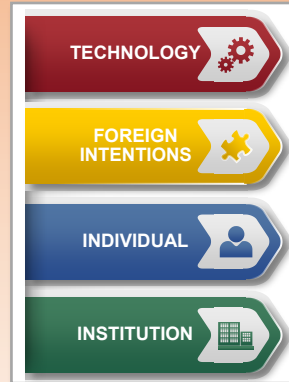 TECHNOLOGY
FOREIGN
INTENTIONS
INDIVIDUAL
INSTITUTION